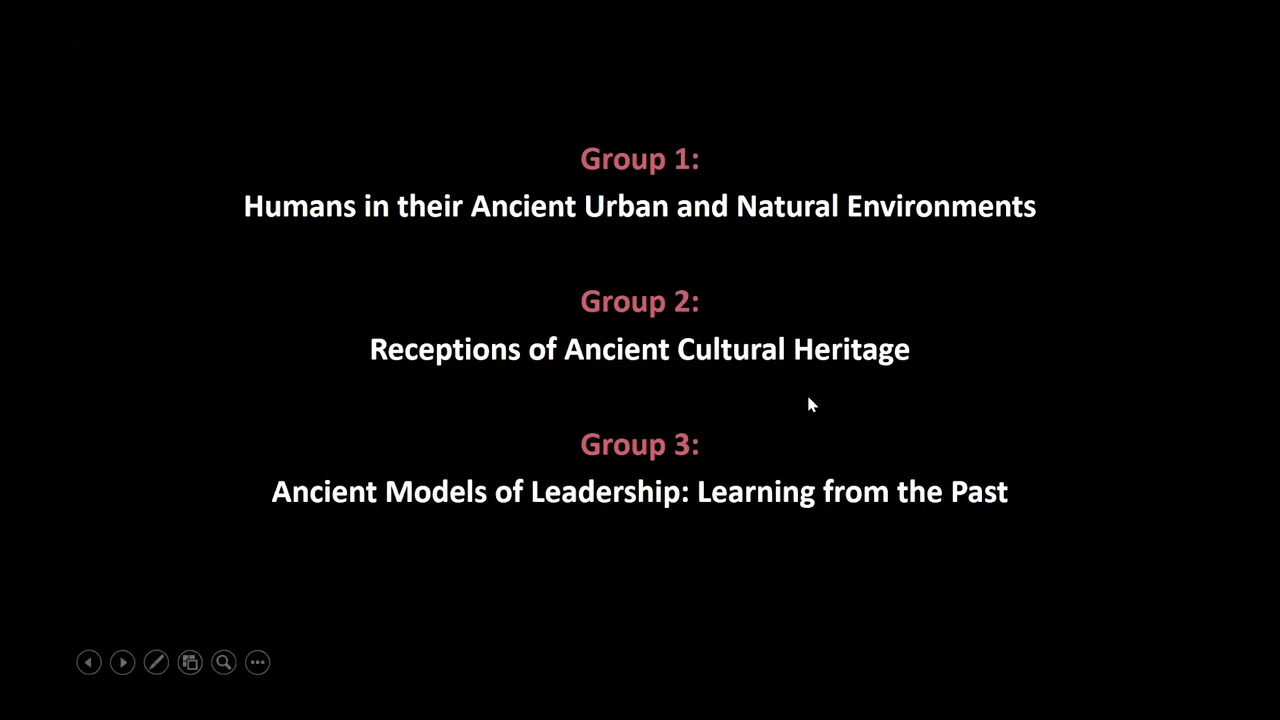 Group 1:
Humans in their Ancient Urban and Natural Environments
Group 2:
Receptions of Ancient Cultural Heritage
Group 3:
Ancient Models of Leadership: Learning from the Past